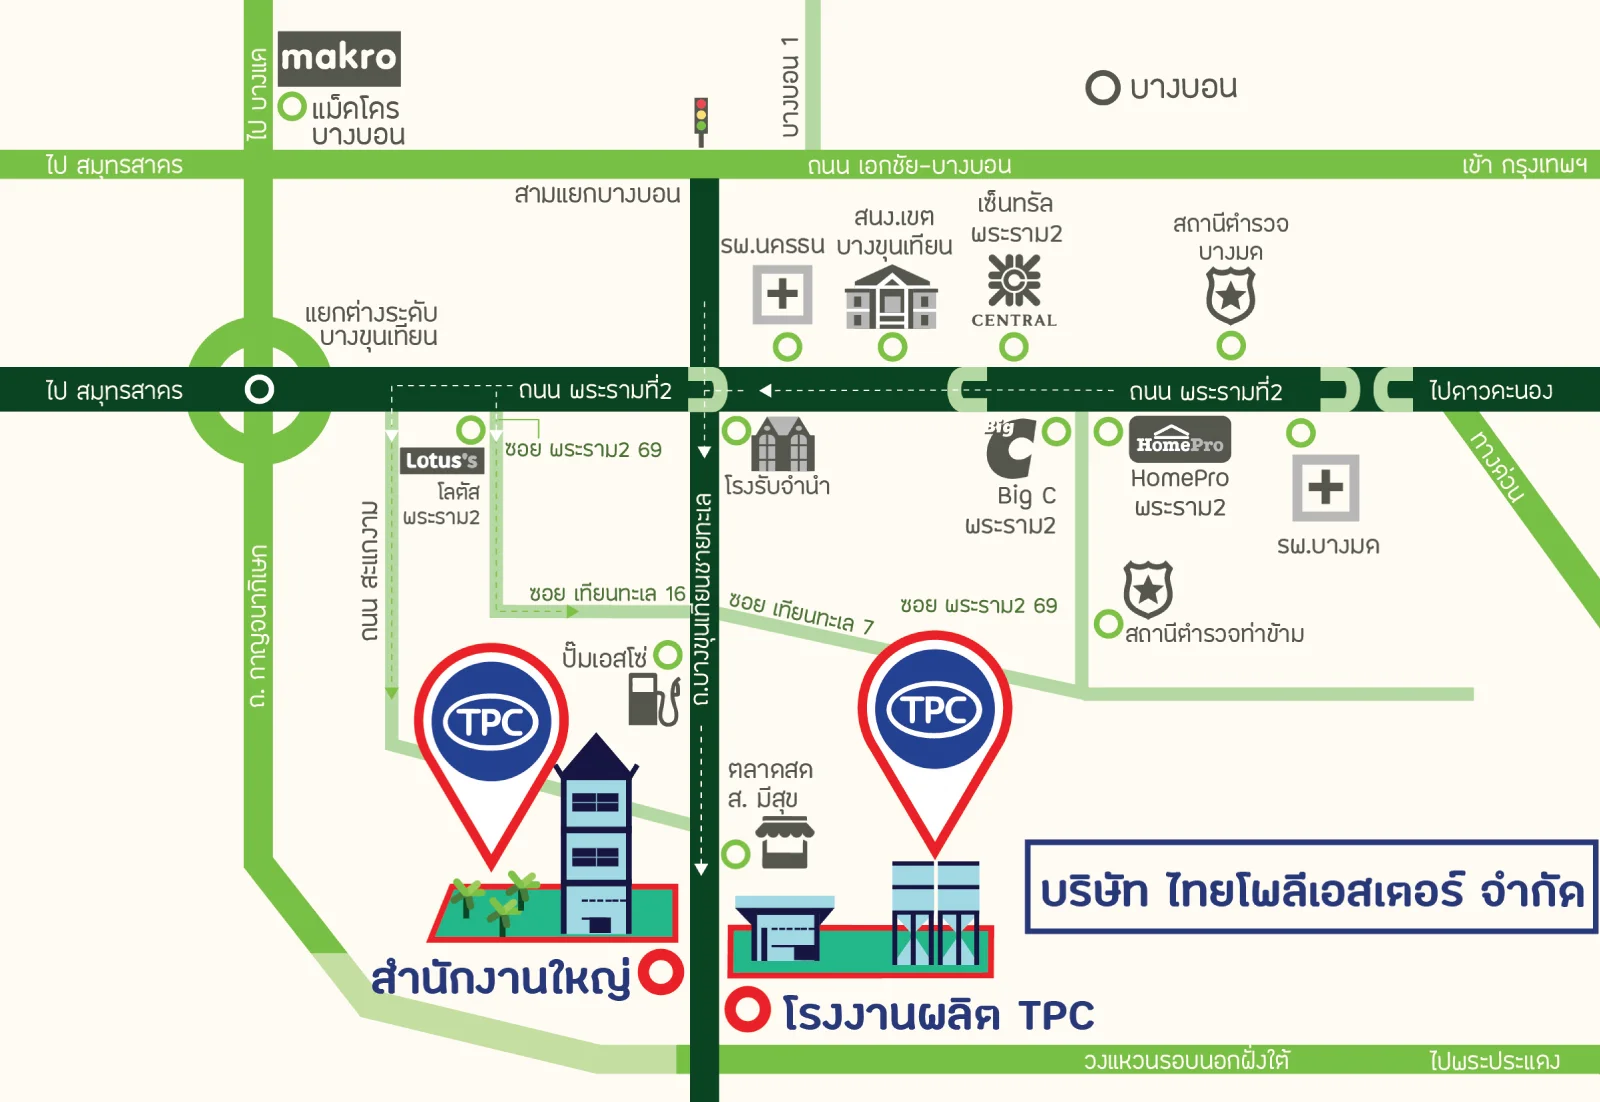 ไป บางแค
makro
แม็คโคร
บางบอน
บางบอน 1
บางบอน
ไป สมุทรสาคร
ถนน เอกชัย-บางบอน
เข้า กรุงเทพฯ
สามแยกบางบอน
รพ.นครธน
สนง.เขต
บางขุนเทียน
เซ็นทรัล
พระราม2
CENTRAL
สถานีตำรวจ
บางมด
แยกต่างระดับ
บางขุนเทียน
ไป สมุทรสาคร
ถนน พระรามที่2
ถนน พระรามที่2
ไปดาวคะนอง
ทางด่วน
Lotus's
โลตัส
พระราม2
ซอย พระราม2 69
โรงรับจำนำ
Big C
Big C
พระราม2
HomePro
HomePro
พระราม2
รพ.บางมด
สถานีตำรวจท่าข้าม
ถนน สะแกงาม
ถ. กาญจนาภิเษก
ถ.บางขุนเทียนชายทะเล
ซอย เทียนทะเล 16
ซอย เทียนทะเล 7
ซอย พระราม2 69
ปั๊มเอสโซ่
TPC
TPC
ตลาดสด
ส. มีสุข
บริษัท ไทยโพลีเอสเตอร์ จำกัด
สำนักงานใหญ่
โรงงานผลิต TPC
วงแหวนรอบนอกฝั่งใต้
ไปพระประแดง